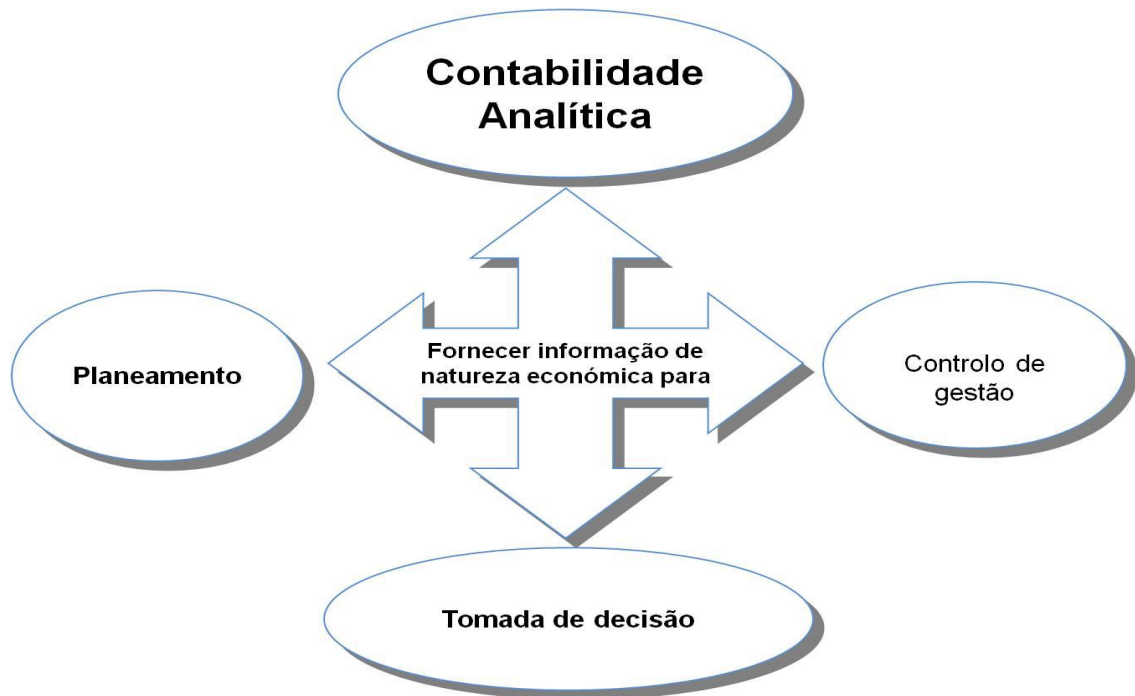 Contabilidade
Analítica
Planeamento
Fornecer informação de
natureza económica para
Controlo de
gestão
Tomada de decisão